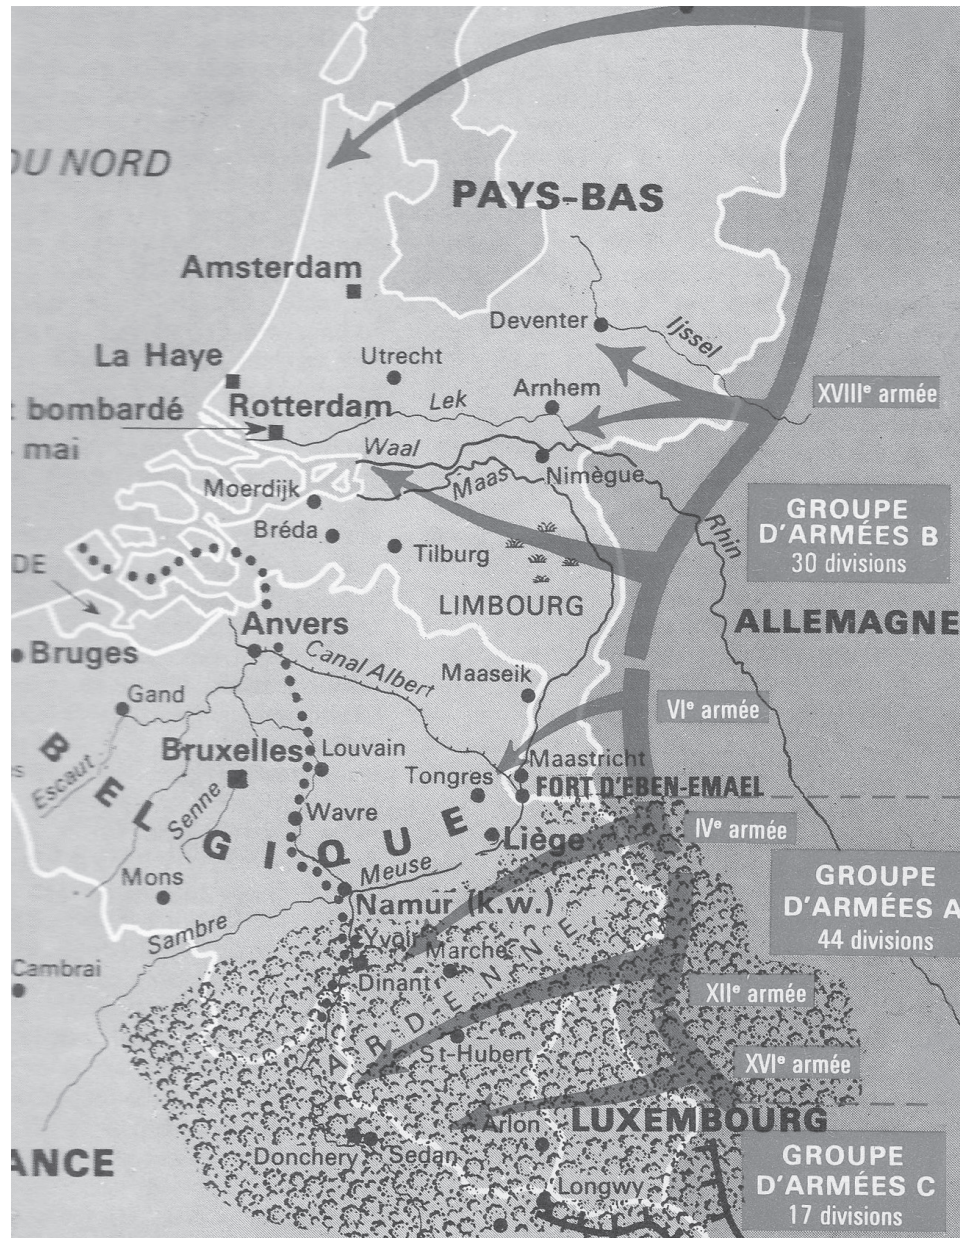 DU NORD
PAYS-BAS
Amsterdam
Deventer
Ijssel
La Haye
Utrecht
Arnhem
XVIIIe armée
bombardé
mai
Rotterdam
Lek
Waal
Maas
Nimègue
Moerdijk
Bréda
Tilburg
Rhin
GROUPE
D'ARMÉES B
30 divisions
DE
LIMBOURG
ALLEMAGNE
Anvers
Bruges
Canal Albert
Maaseik
Gand
VIe armée
Bruxelles
Louvain
Maastricht
Escaut
Tongres
FORT D'EBEN-EMAEL
Senne
Wavre
BELGIQUE
Liège
IVe armée
Mons
Meuse
GROUPE
D'ARMÉES A
44 divisions
Namur (k.w.)
Sambre
Yvoir
Marche
Cambrai
Dinant
ARDENNE
XIIe armée
St-Hubert
XVIe armée
Arlon
LUXEMBOURG
ANCE
Donchery
Sedan
GROUPE
D'ARMÉES C
17 divisions
Longwy